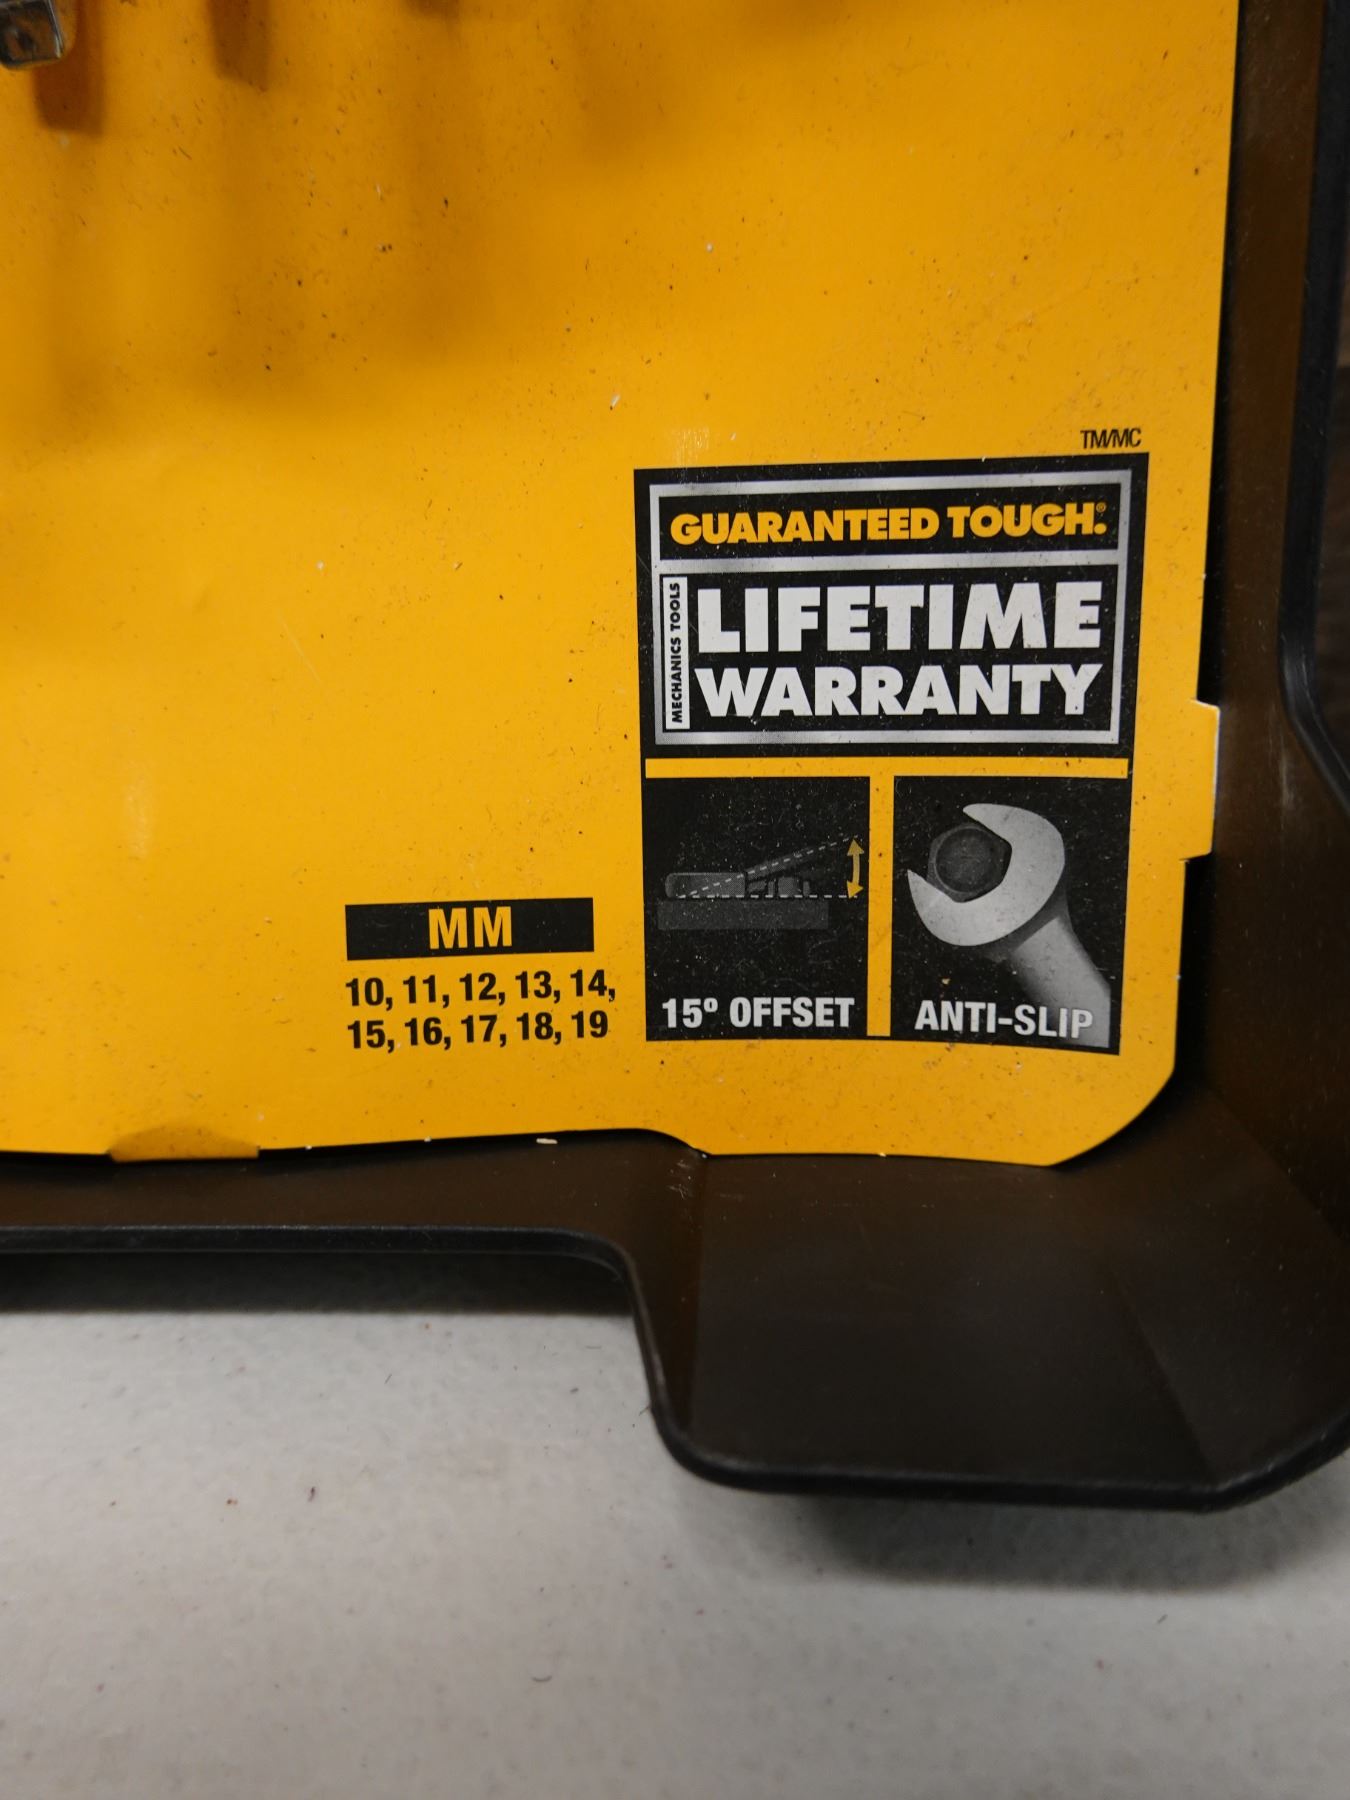 TM/MC
GUARANTEED TOUGH.®
MECHANICS TOOLS
LIFETIME
WARRANTY
MM
10, 11, 12, 13, 14,
15, 16, 17, 18, 19
15º OFFSET
ANTI-SLIP